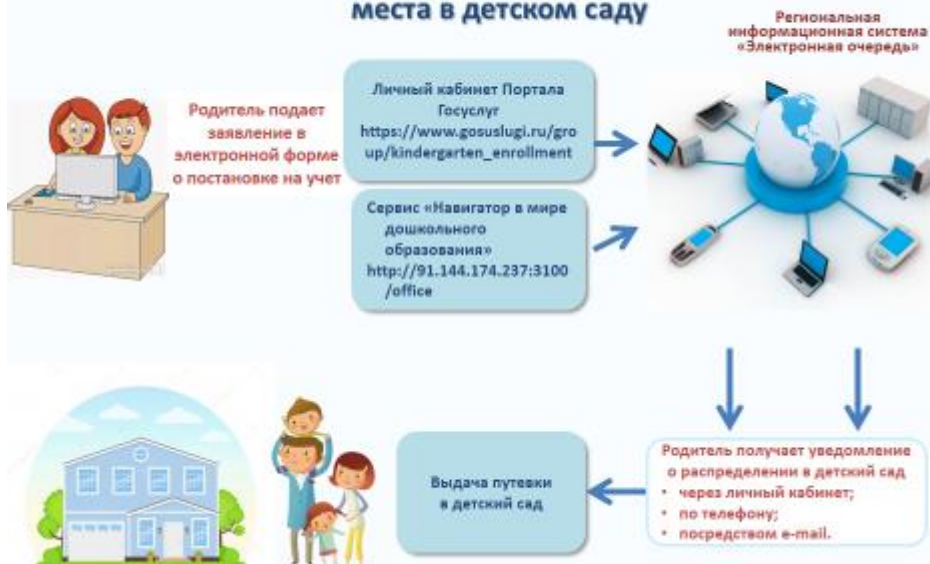 места в детском саду
Региональная
информационная система
«Электронная очередь»
Родитель подает
заявление в
электронной форме
о постановке на учет
Личный кабинет Портала
Госуслуг
https://www.gosuslugi.ru/gro
up/kindergarten_enrollment
Сервис «Навигатор в мире
дошкольного
образования»
http://91.144.174.237:3100
/office
Родитель получает уведомление
о распределении в детский сад
• через личный кабинет;
• по телефону;
• посредством e-mail.
Выдача путевки
в детский сад